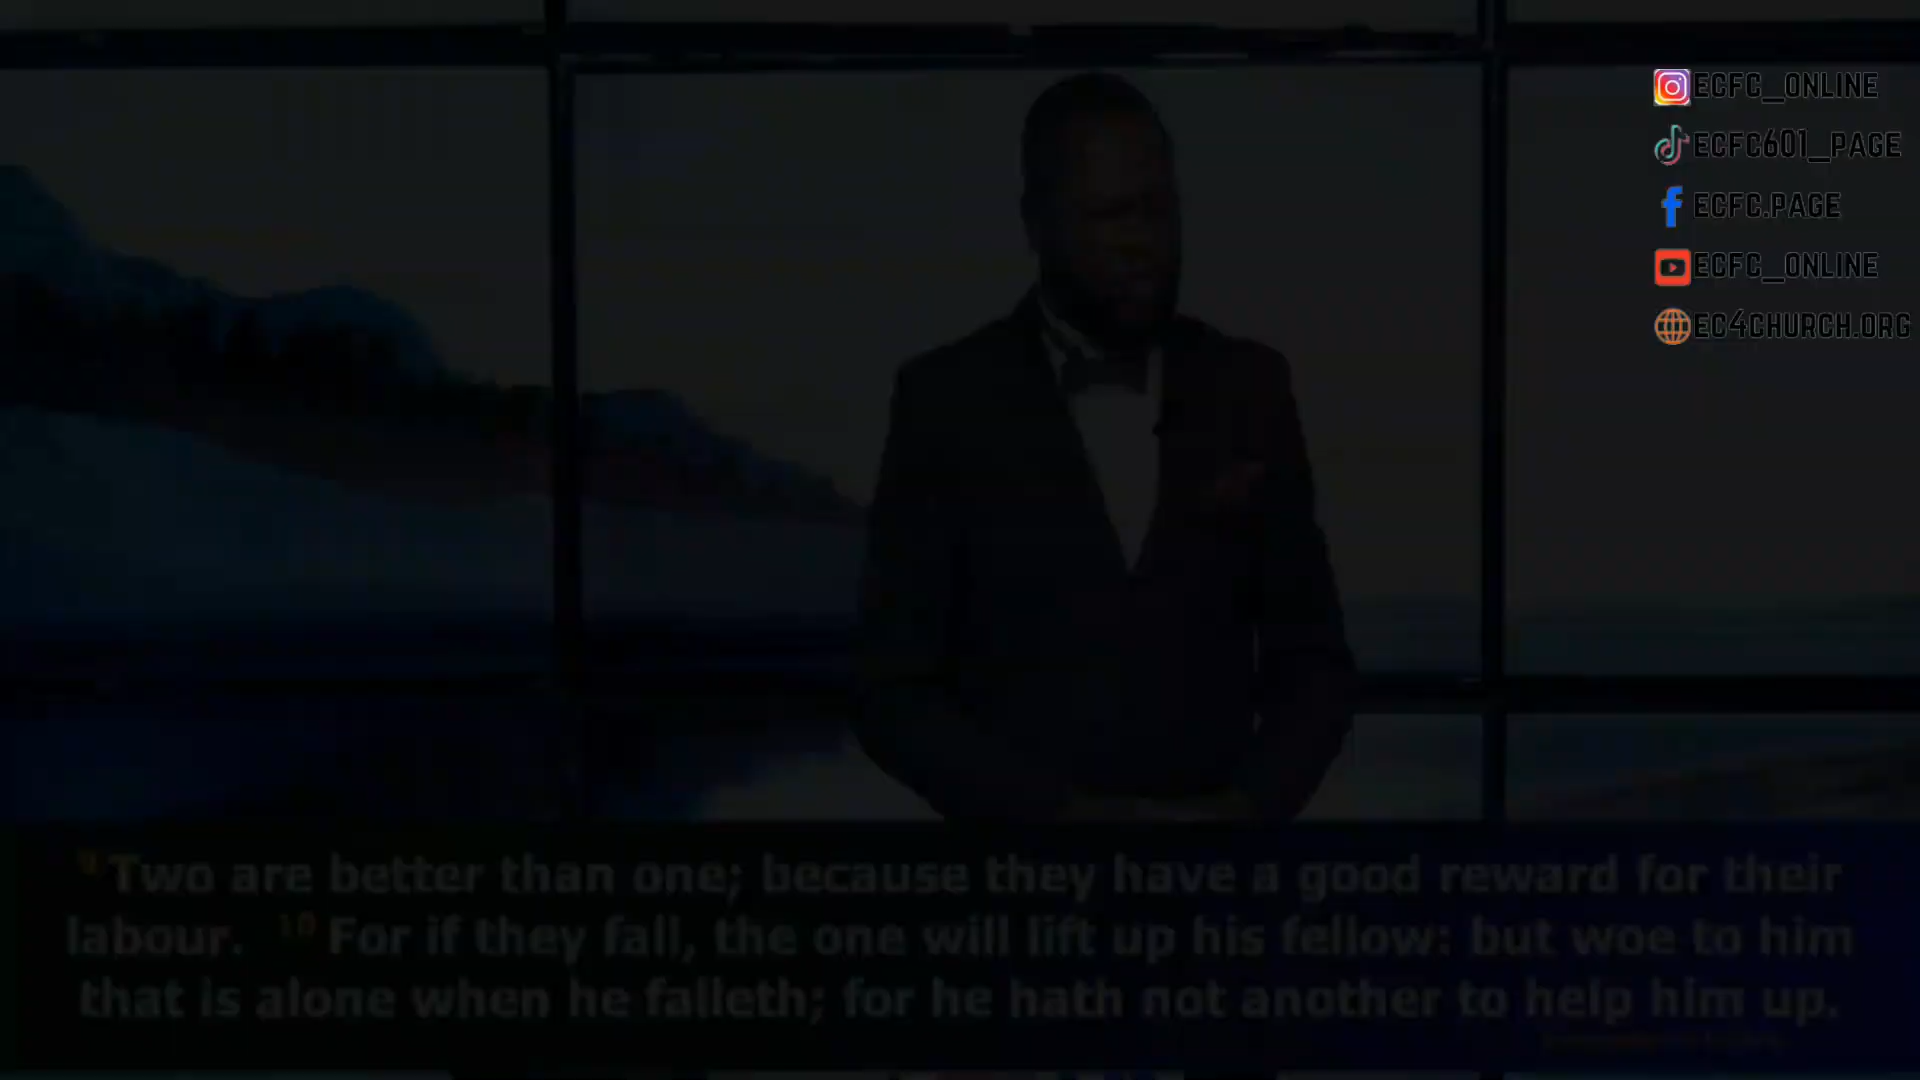 ECFC_ONLINE
ECFC601_PAGE
ECFC.PAGE
ECFC_ONLINE
EC4CHURCH.ORG
9 Two are better than one; because they have a good reward for their
labour. 10 For if they fall, the one will lift up his fellow: but woe to him
that is alone when he falleth; for he hath not another to help him up.